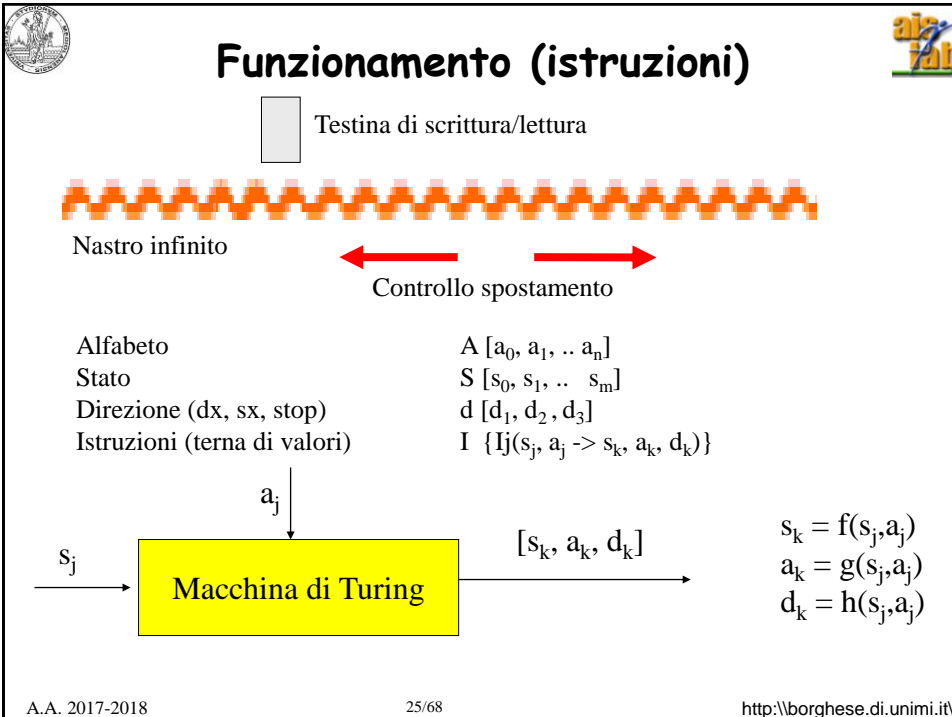 Funzionamento (istruzioni)
Testina di scrittura/lettura
Nastro infinito
Controllo spostamento
Alfabeto A [a₀, a₁, .. aₙ]
Stato S [s₀, s₁, .. sₘ]
Direzione (dx, sx, stop) d [d₁, d₂ , d₃]
Istruzioni (terna di valori) I {Ij(sⱼ, aⱼ -> sₖ, aₖ, dₖ)}
aⱼ
sⱼ
Macchina di Turing
[sₖ, aₖ, dₖ]
sₖ = f(sⱼ,aⱼ)
aₖ = g(sⱼ,aⱼ)
dₖ = h(sⱼ,aⱼ)
A.A. 2017-2018 25/68 http:\\borghese.di.unimi.it\